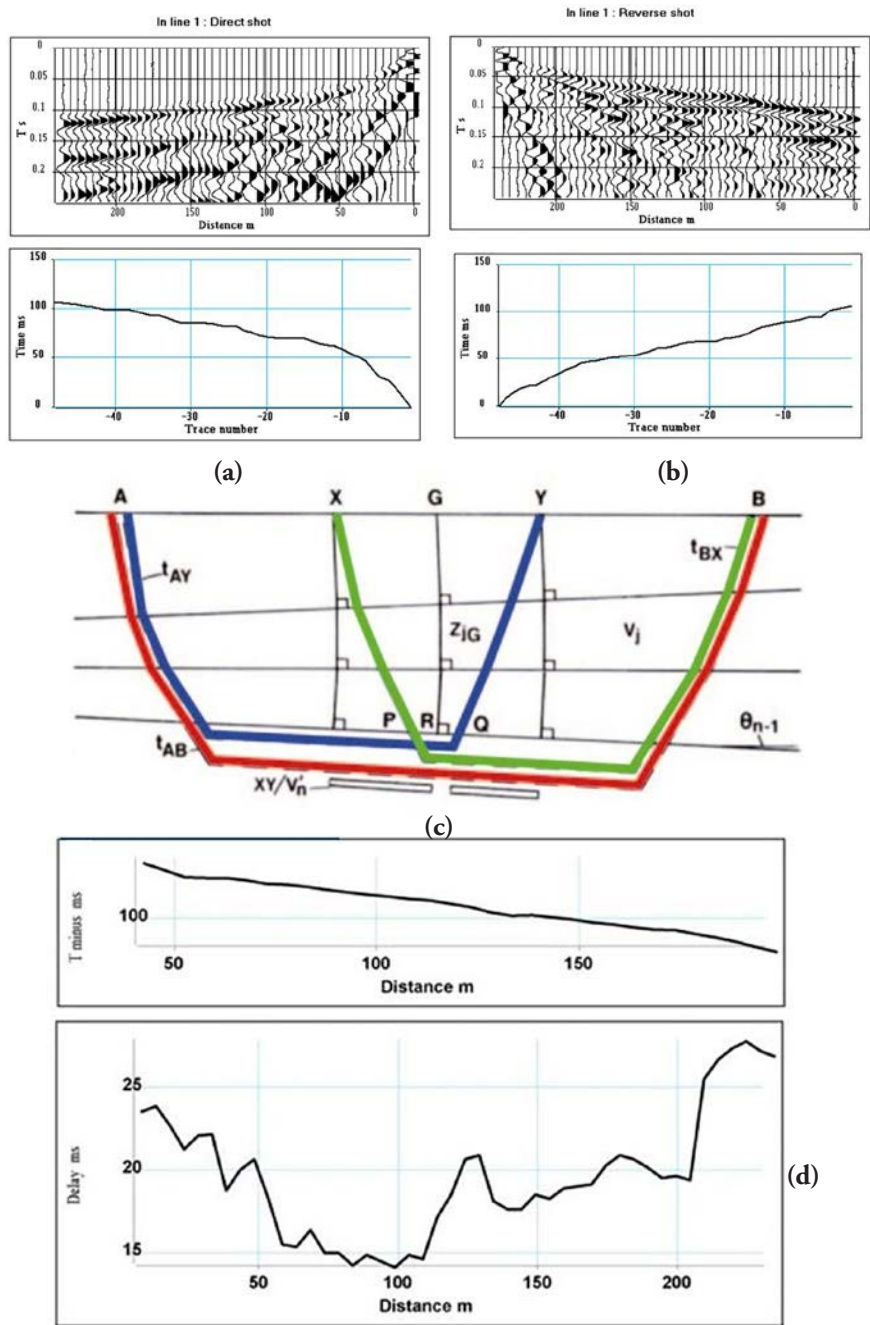 In line 1 : Direct shot
0
0.05
0.1
0.15
0.2
T s
200
150
100
50
0
Distance m
150
100
50
0
Time ms
-40
-30
-20
-10
Trace number
(a)
In line 1 : Reverse shot
0
0.05
0.1
0.15
0.2
T s
200
150
100
50
0
Distance m
150
100
50
0
Time ms
-40
-30
-20
-10
Trace number
(b)
A X G Y B
tAY
tBX
ZjG
Vj
P R Q
θn-1
tAB
XY/V'n
(c)
T minus ms
100
50
100
150
Distance m
Delay ms
25
20
15
50
100
150
200
Distance m
(d)